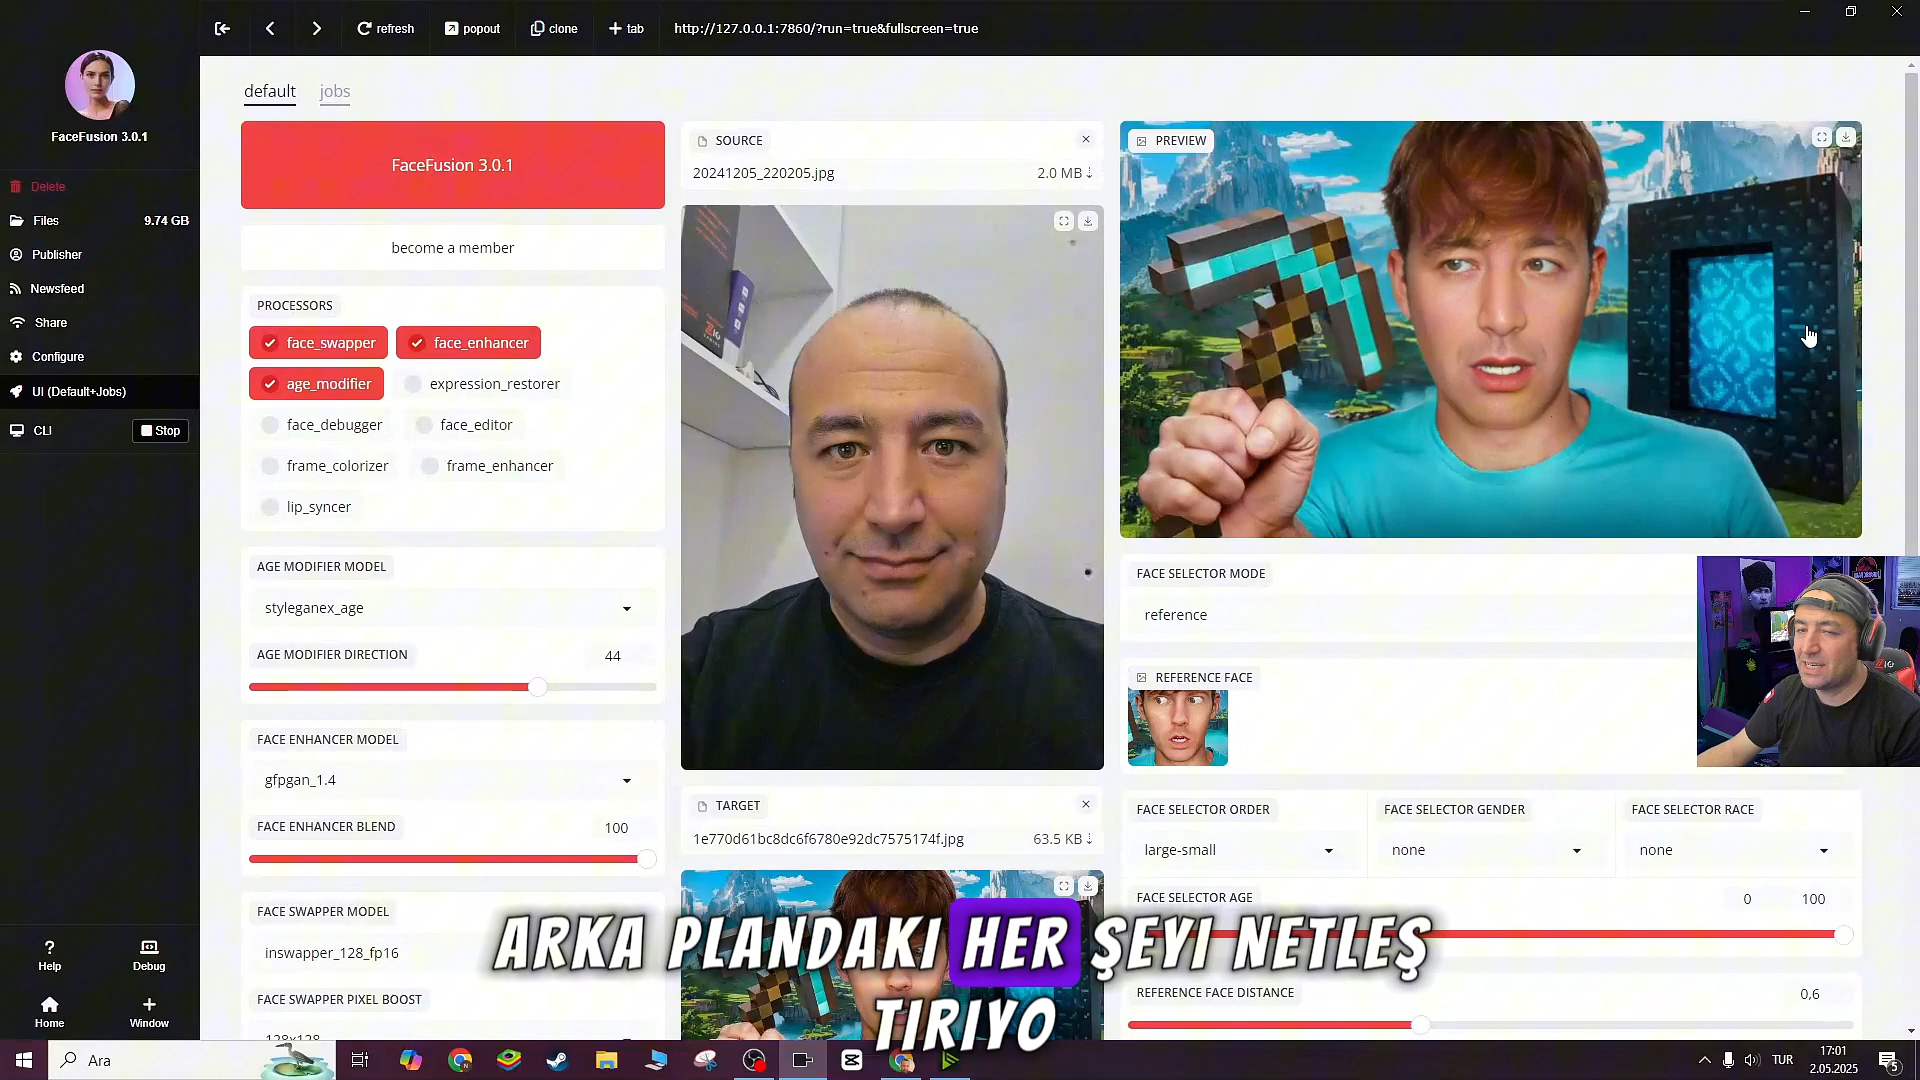 refresh
popout
clone
tab
http://127.0.0.1:7860/?run=true&fullscreen=true
FaceFusion 3.0.1
Delete
Files 9.74 GB
Publisher
Newsfeed
Share
Configure
UI (Default+Jobs)
CLI Stop
Help
Debug
Home
Window
default jobs
FaceFusion 3.0.1
become a member
PROCESSORS
face_swapper face_enhancer
age_modifier expression_restorer
face_debugger face_editor
frame_colorizer frame_enhancer
lip_syncer
AGE MODIFIER MODEL
styleganex_age
AGE MODIFIER DIRECTION 44
FACE ENHANCER MODEL
gfpgan_1.4
FACE ENHANCER BLEND 100
FACE SWAPPER MODEL
inswapper_128_fp16
FACE SWAPPER PIXEL BOOST
128x128
SOURCE
20241205_220205.jpg 2.0 MB ↓
TARGET
1e770d61bc8dc6f6780e92dc7575174f.jpg 63.5 KB ↓
PREVIEW
FACE SELECTOR MODE
reference
REFERENCE FACE
FACE SELECTOR ORDER
large-small
FACE SELECTOR GENDER
none
FACE SELECTOR RACE
none
FACE SELECTOR AGE 0 100
REFERENCE FACE DISTANCE 0,6
ARKA PLANDAKI HER ŞEYI NETLEŞ
TIRIYO
Ara
TUR
17:01
2.05.2025
5